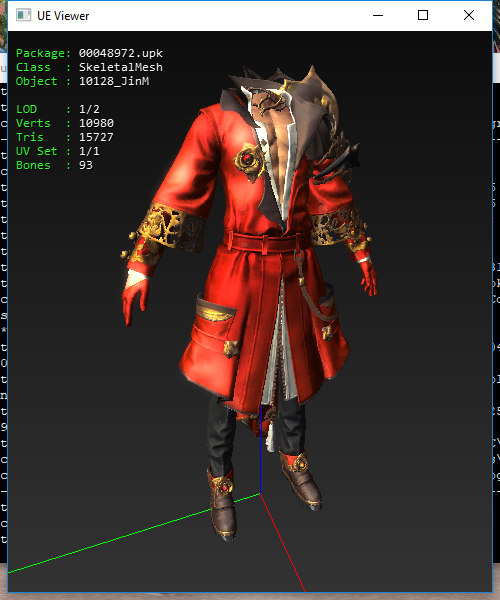 UE Viewer
Package: 00048972.upk
Class  : SkeletalMesh
Object : 10128_JinM
LOD    : 1/2
Verts  : 10980
Tris   : 15727
UV Set : 1/1
Bones  : 93